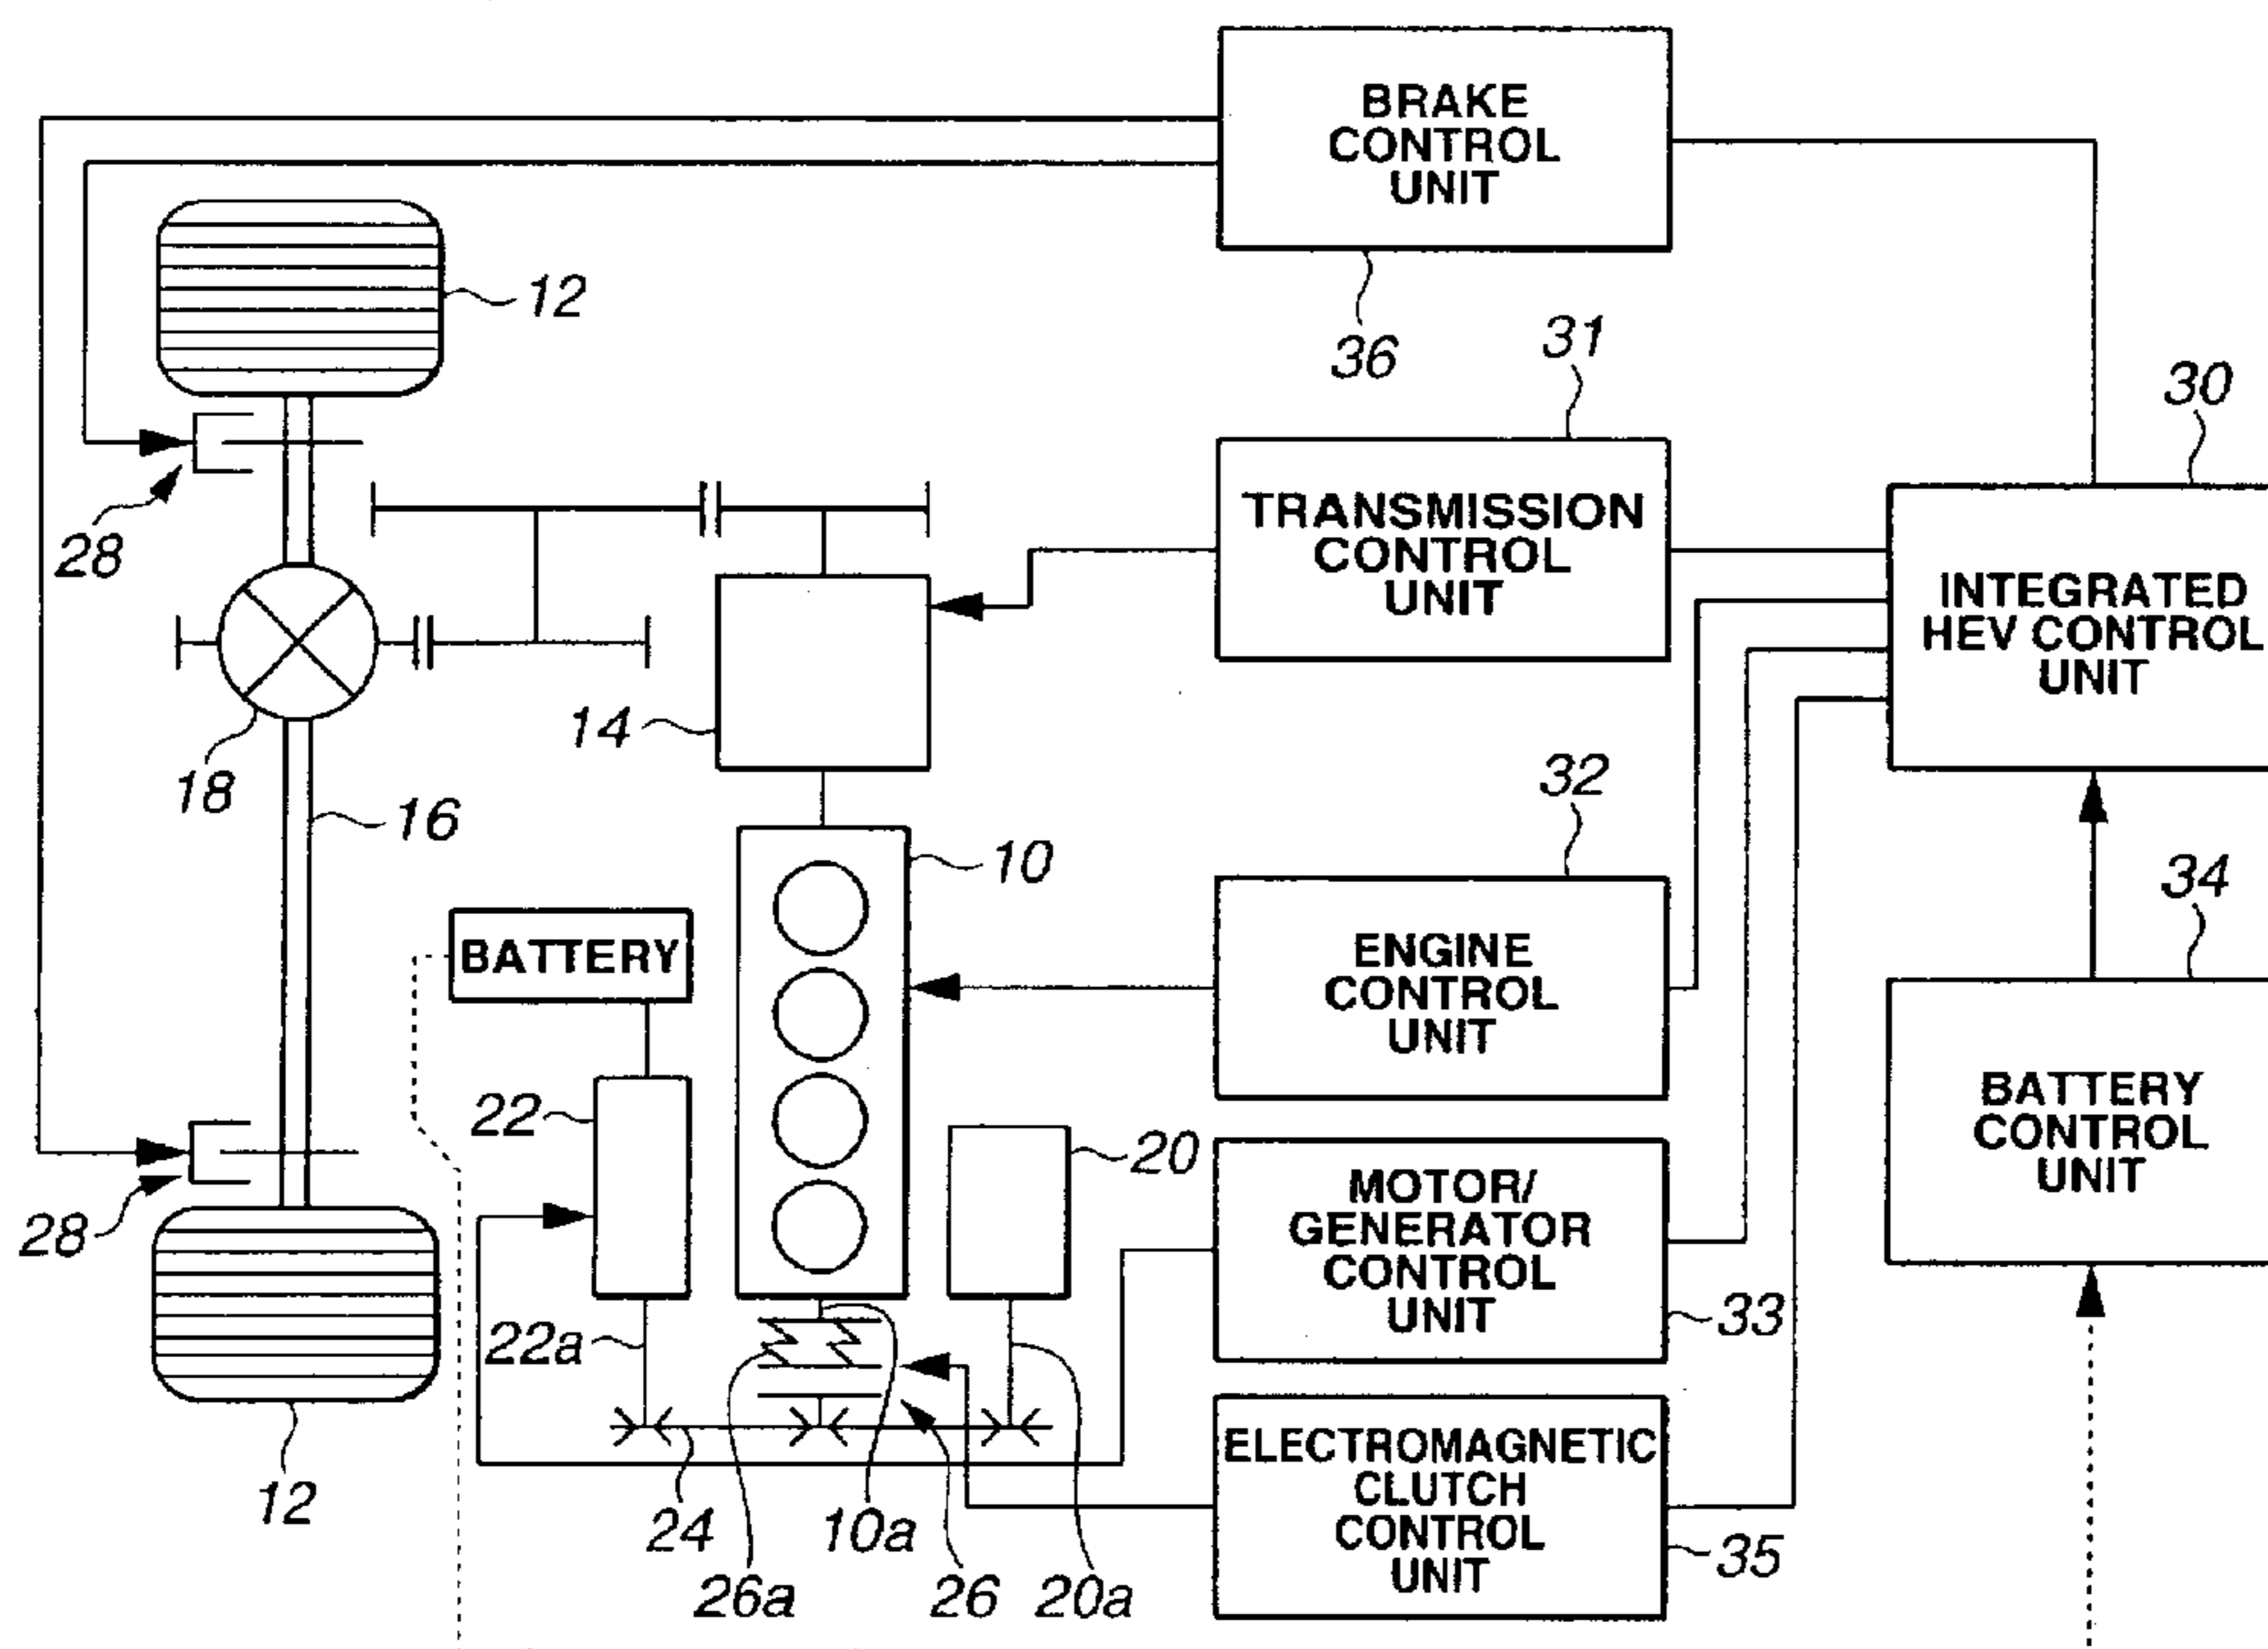 BRAKE
CONTROL
UNIT
36
12
28
31
TRANSMISSION
CONTROL
UNIT
30
INTEGRATED
HEV CONTROL
UNIT
14
18
16
10
32
ENGINE
CONTROL
UNIT
34
BATTERY
CONTROL
UNIT
BATTERY
22
20
MOTOR/
GENERATOR
CONTROL
UNIT
33
28
22a
12
24
10a
26a
26
20a
ELECTROMAGNETIC
CLUTCH
CONTROL
UNIT
35